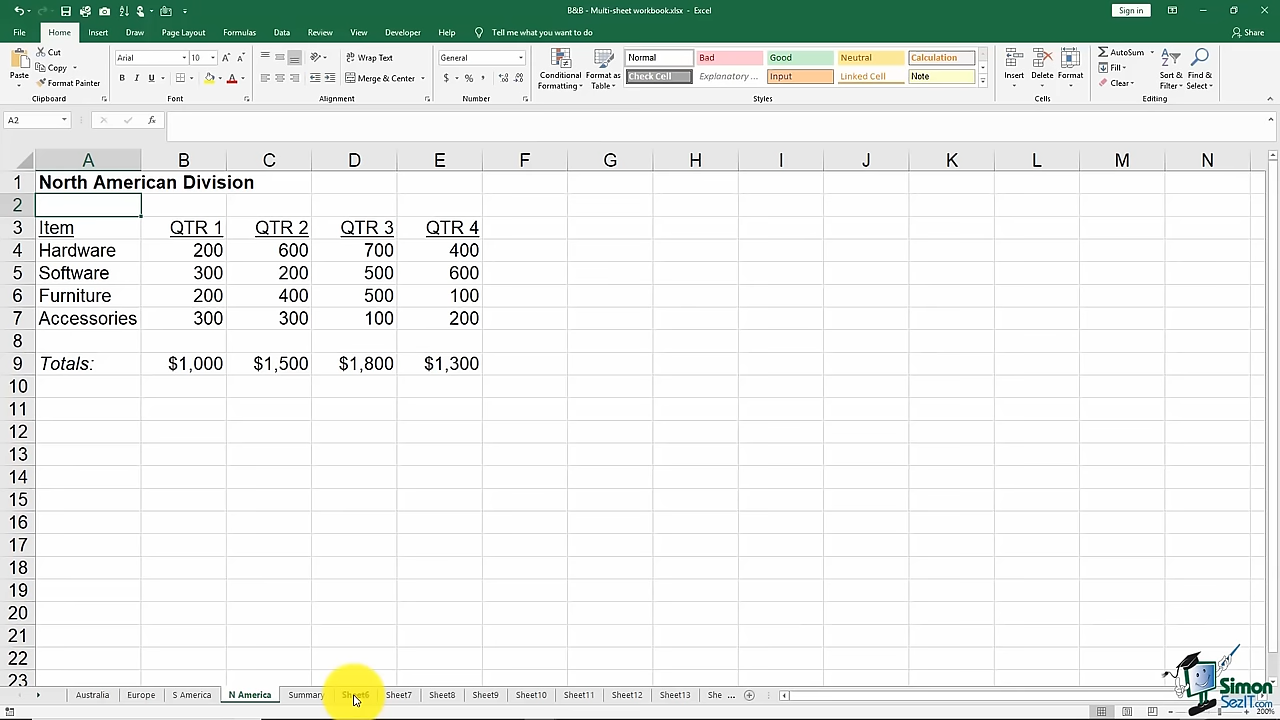 B&B - Multi-sheet workbook.xlsx - Excel
Sign in
File Home Insert Draw Page Layout Formulas Data Review View Developer Help Tell me what you want to do Share
Paste
Cut
Copy
Format Painter
Clipboard
Arial 10
B I U
Font
Wrap Text
Merge & Center
Alignment
General
$ % ,
Number
Conditional Formatting
Format as Table
Normal Bad Good Neutral Calculation
Check Cell Explanatory ... Input Linked Cell Note
Styles
Insert Delete Format
Cells
AutoSum
Fill
Clear
Sort & Filter
Find & Select
Editing
A2 fx
A B C D E F G H I J K L M N
1 North American Division
2
3 Item QTR 1 QTR 2 QTR 3 QTR 4
4 Hardware 200 600 700 400
5 Software 300 200 500 600
6 Furniture 200 400 500 100
7 Accessories 300 300 100 200
8
9 Totals: $1,000 $1,500 $1,800 $1,300
10
11
12
13
14
15
16
17
18
19
20
21
22
23
Australia Europe S America N America Summary Sheet6 Sheet7 Sheet8 Sheet9 Sheet10 Sheet11 Sheet12 Sheet13 She ...
Simon
SezIT.com
200%